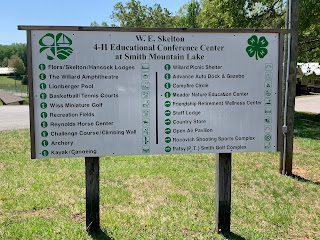 W. E. Skelton
4-H Educational Conference Center
at Smith Mountain Lake
Flora/Skelton/Hancock Lodges
The Willard Amphitheatre
Lionberger Pool
Basketball/Tennis Courts
Wiss Miniature Golf
Recreation Fields
Reynolds Horse Center
Challenge Course/Climbing Wall
Archery
Kayak/Canoeing
Willard Picnic Shelter
Advance Auto Dock & Gazebo
Campfire Circle
Meador Nature Education Center
Friendship Retirement Wellness Center
Staff Lodge
Country Store
Open Air Pavilion
Rocovich Shooting Sports Complex
Patsy (P.T.) Smith Golf Complex